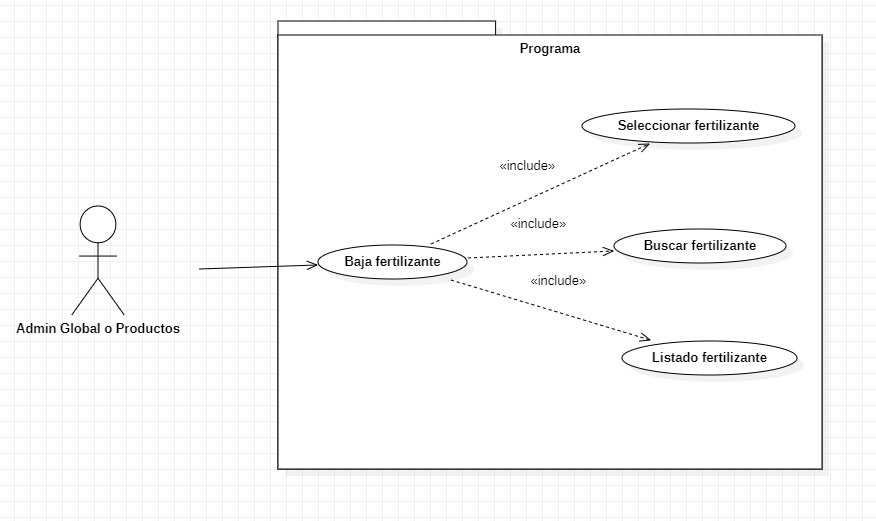 Programa
Seleccionar fertilizante
«include»
«include»
Buscar fertilizante
Baja fertilizante
«include»
Admin Global o Productos
Listado fertilizante